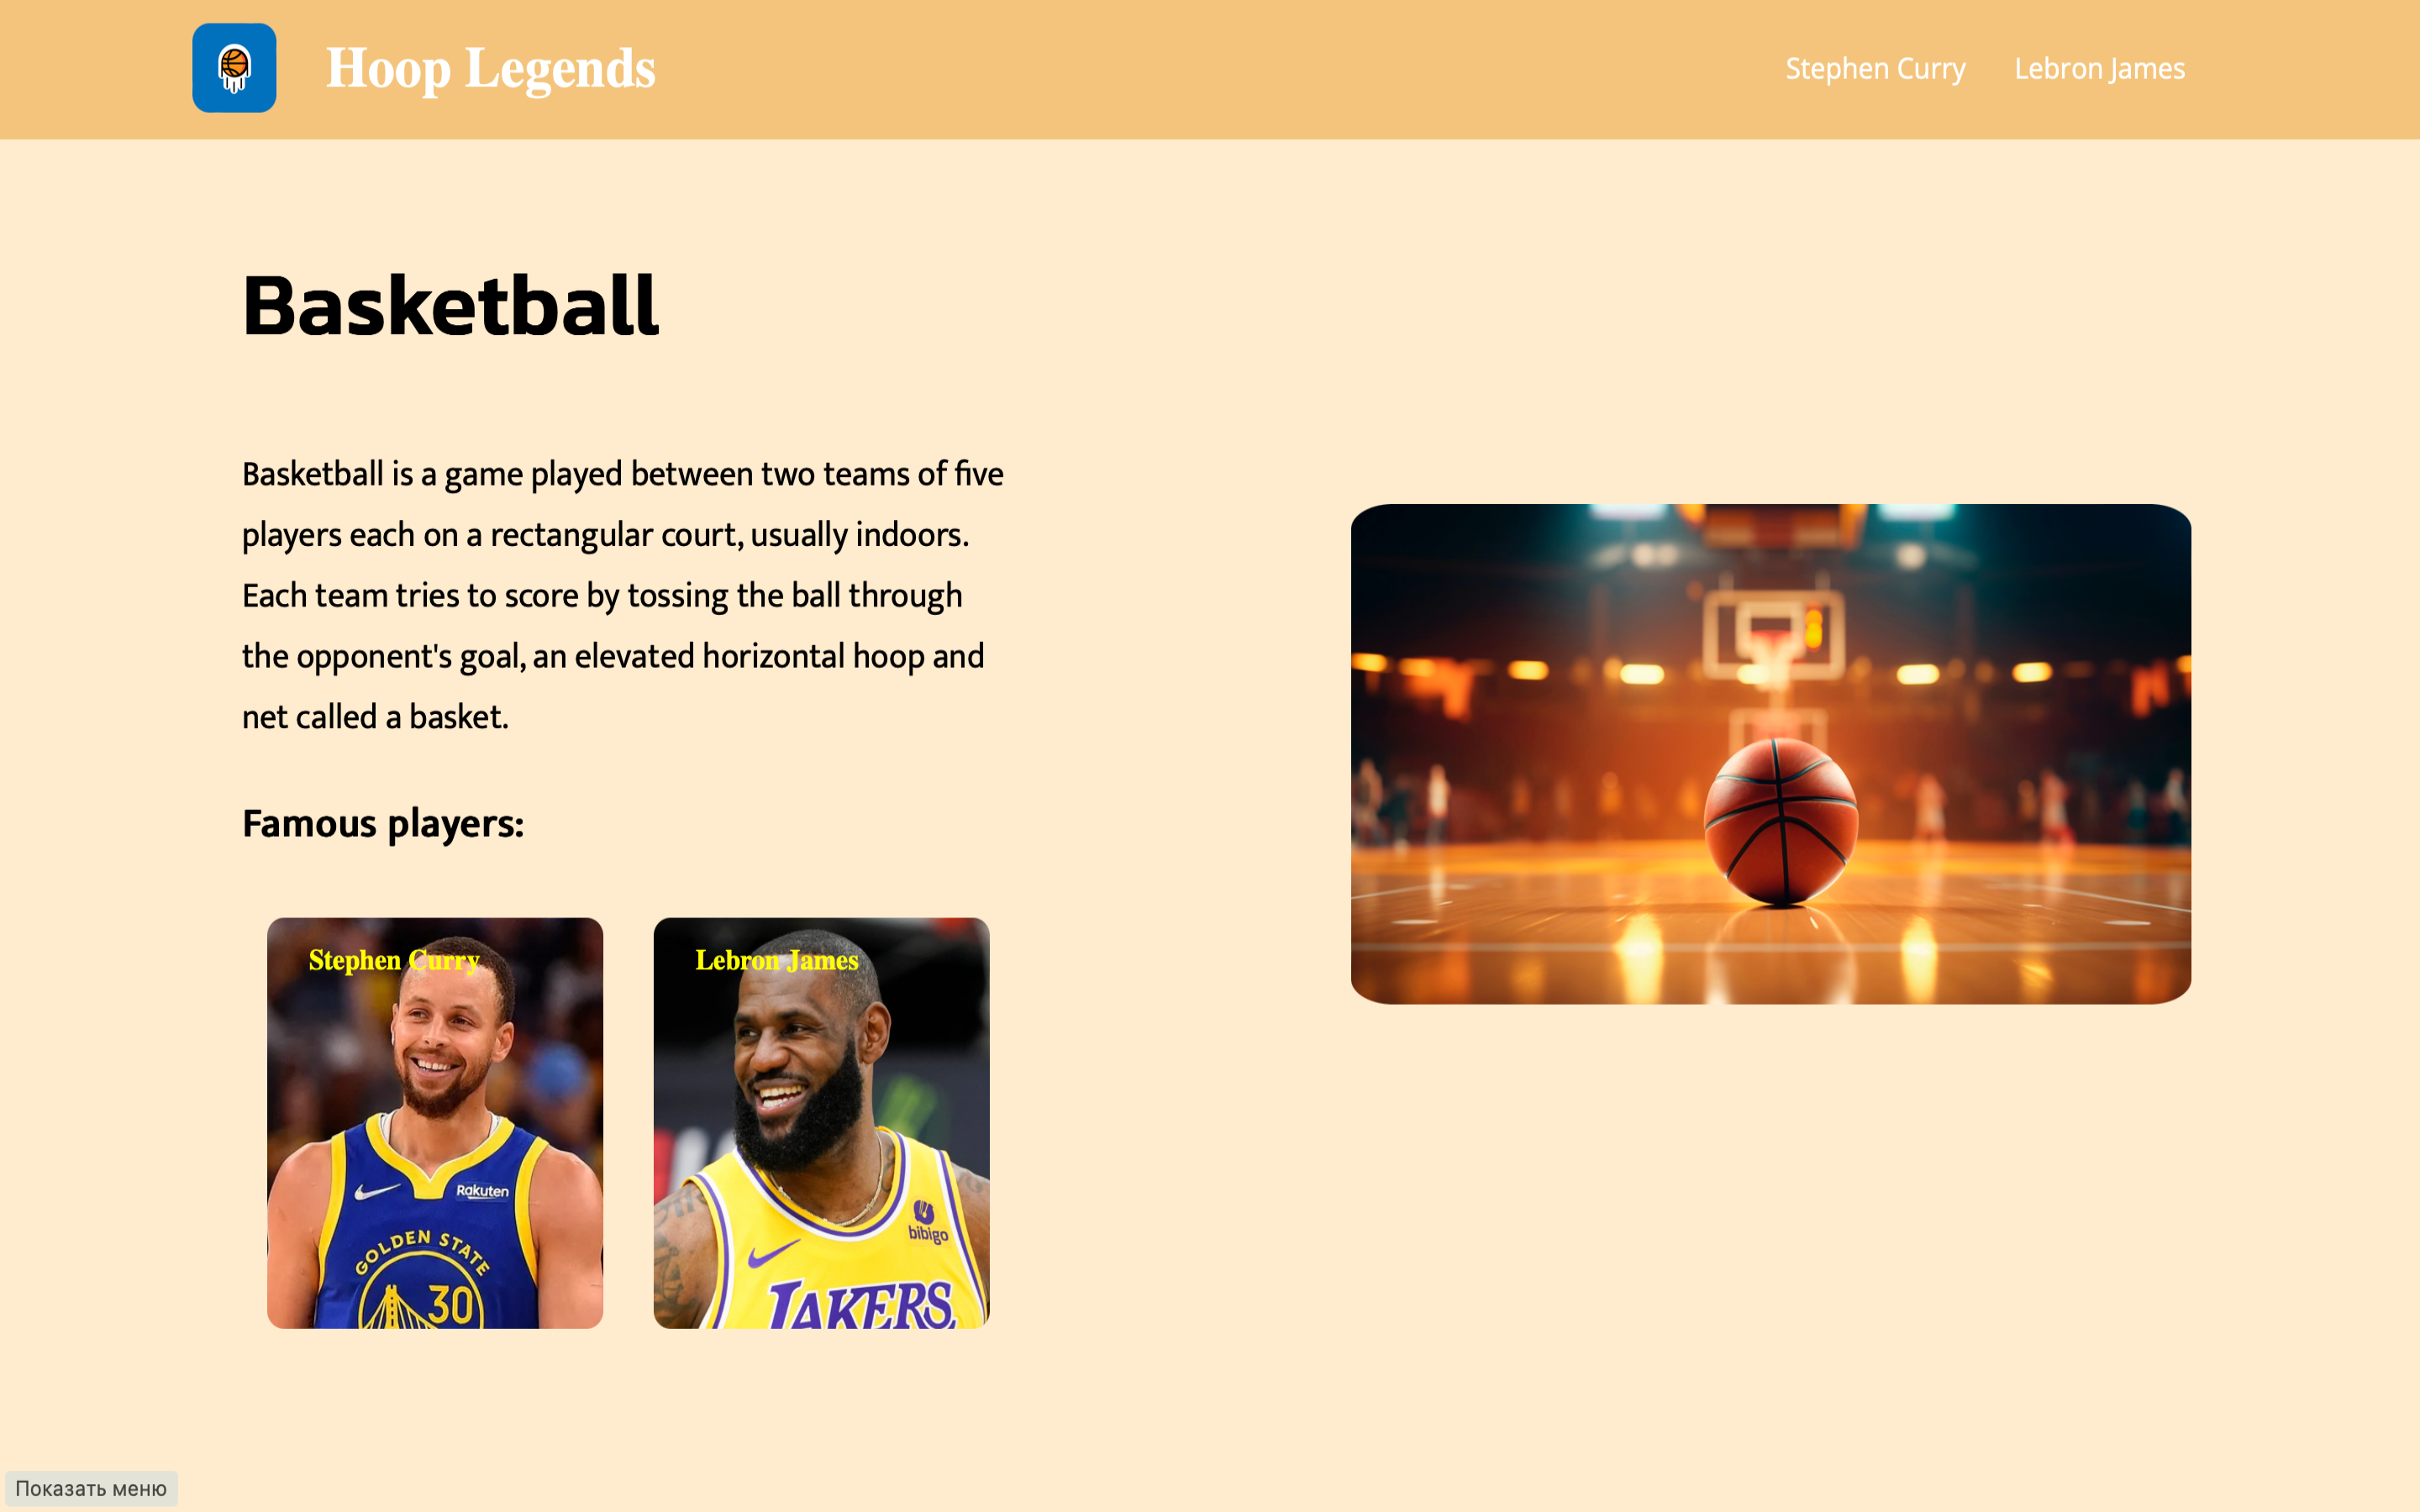 Hoop Legends
Stephen Curry
Lebron James
Basketball
Basketball is a game played between two teams of five
players each on a rectangular court, usually indoors.
Each team tries to score by tossing the ball through
the opponent's goal, an elevated horizontal hoop and
net called a basket.
Famous players:
Stephen Curry
Rakuten
GOLDEN STATE
30
Lebron James
bibigo
LAKERS
Показать меню